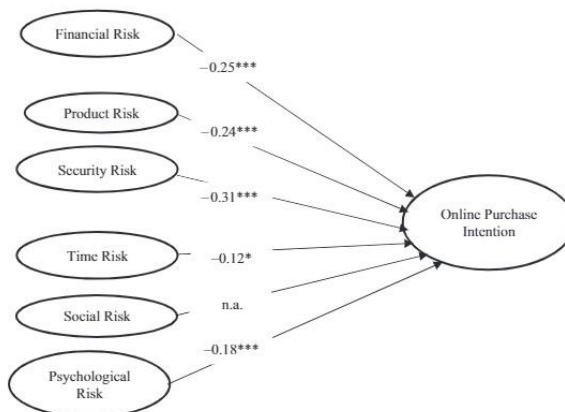 Financial Risk
−0.25***
Product Risk
−0.24***
Security Risk
−0.31***
Online Purchase
Intention
Time Risk
−0.12*
Social Risk
n.a.
−0.18***
Psychological
Risk